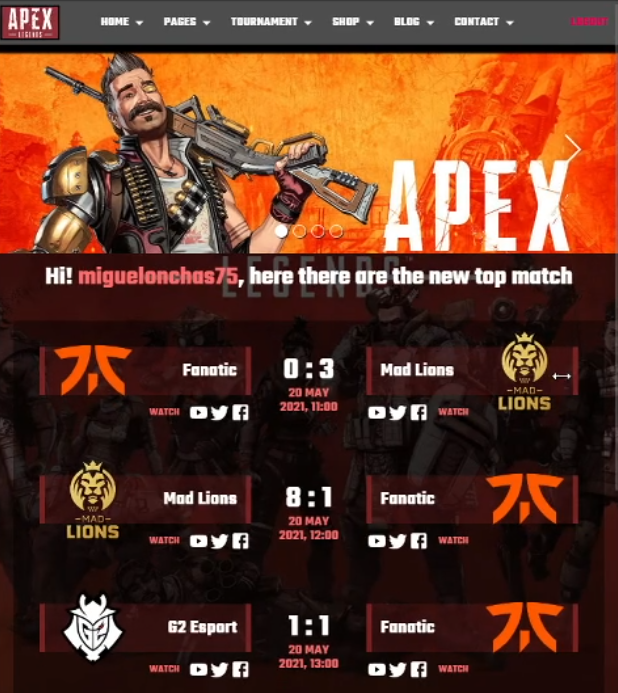 APEX
LEGENDS
HOME PAGES TOURNAMENT SHOP BLOG CONTACT
APEX
LEGENDS
Hi! miguelonchas75, here there are the new top match
Fanatic 0 : 3 Mad Lions
MAD
LIONS
20 MAY
2021, 11:00
WATCH WATCH
Mad Lions 8 : 1 Fanatic
MAD
LIONS
20 MAY
2021, 12:00
WATCH WATCH
G2 Esport 1 : 1 Fanatic
G2
20 MAY
2021, 13:00
WATCH WATCH